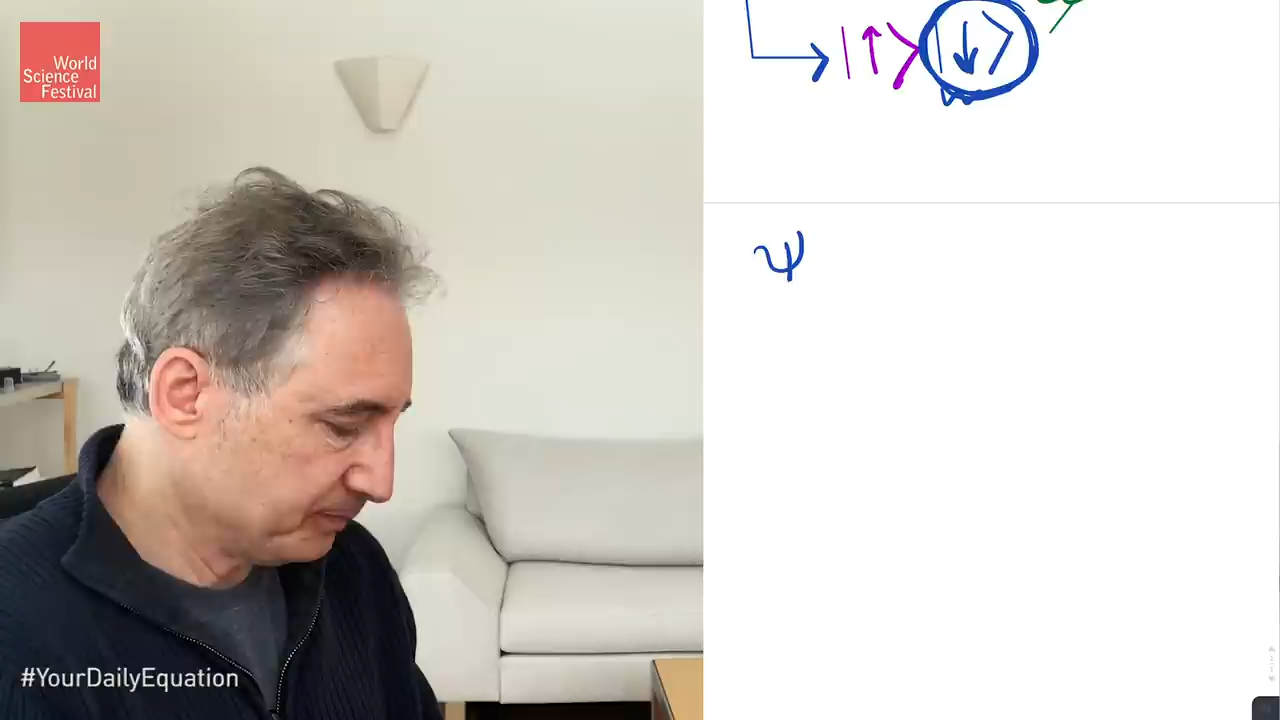 World
Science
Festival
|↑⟩|↓⟩
ψ
#YourDailyEquation